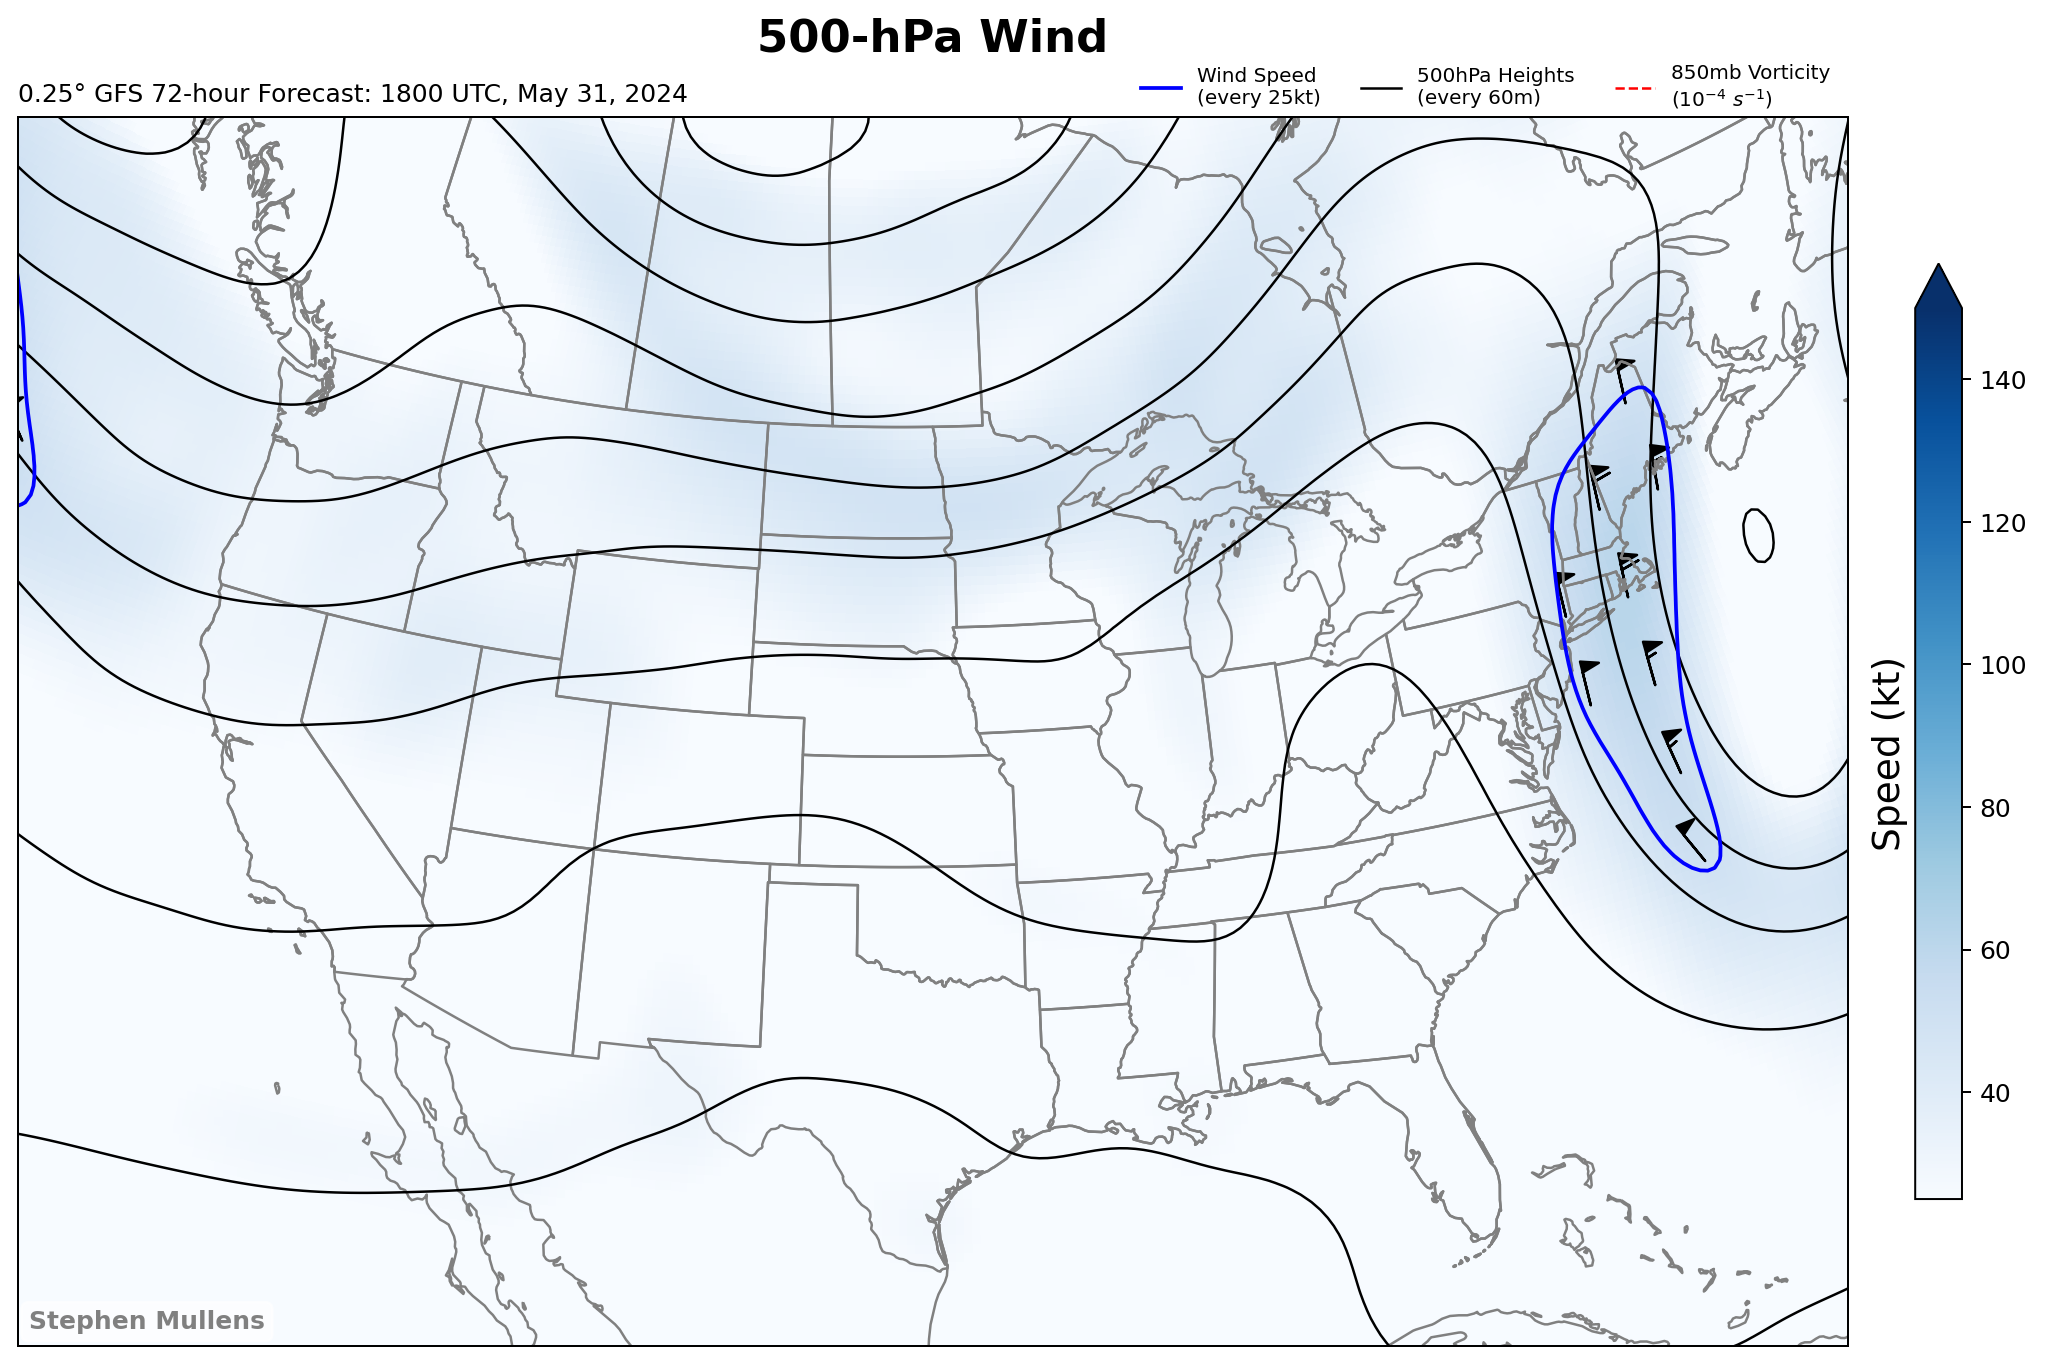 500-hPa Wind
0.25° GFS 72-hour Forecast: 1800 UTC, May 31, 2024
Wind Speed
(every 25kt)
500hPa Heights
(every 60m)
850mb Vorticity
(10⁻⁴ s⁻¹)
140
120
100
80
60
40
Speed (kt)
Stephen Mullens